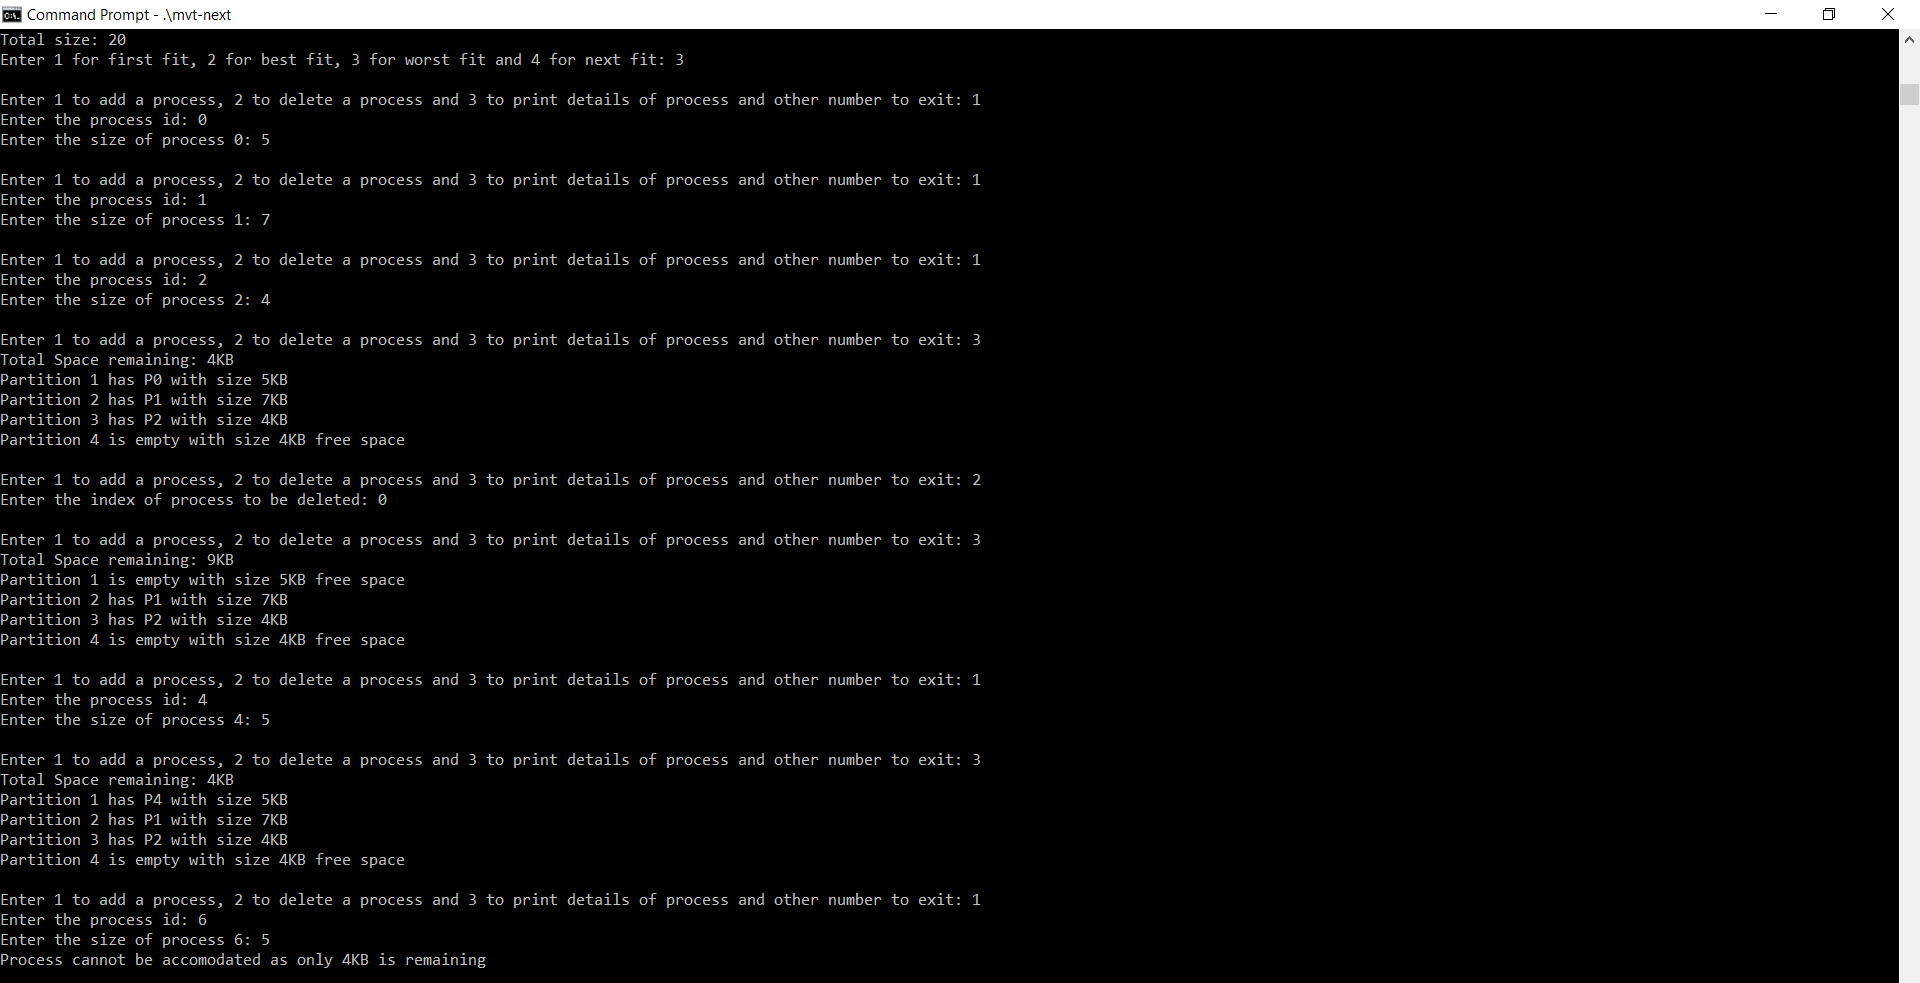 Command Prompt - .\mvt-next
Total size: 20
Enter 1 for first fit, 2 for best fit, 3 for worst fit and 4 for next fit: 3
Enter 1 to add a process, 2 to delete a process and 3 to print details of process and other number to exit: 1
Enter the process id: 0
Enter the size of process 0: 5
Enter 1 to add a process, 2 to delete a process and 3 to print details of process and other number to exit: 1
Enter the process id: 1
Enter the size of process 1: 7
Enter 1 to add a process, 2 to delete a process and 3 to print details of process and other number to exit: 1
Enter the process id: 2
Enter the size of process 2: 4
Enter 1 to add a process, 2 to delete a process and 3 to print details of process and other number to exit: 3
Total Space remaining: 4KB
Partition 1 has P0 with size 5KB
Partition 2 has P1 with size 7KB
Partition 3 has P2 with size 4KB
Partition 4 is empty with size 4KB free space
Enter 1 to add a process, 2 to delete a process and 3 to print details of process and other number to exit: 2
Enter the index of process to be deleted: 0
Enter 1 to add a process, 2 to delete a process and 3 to print details of process and other number to exit: 3
Total Space remaining: 9KB
Partition 1 is empty with size 5KB free space
Partition 2 has P1 with size 7KB
Partition 3 has P2 with size 4KB
Partition 4 is empty with size 4KB free space
Enter 1 to add a process, 2 to delete a process and 3 to print details of process and other number to exit: 1
Enter the process id: 4
Enter the size of process 4: 5
Enter 1 to add a process, 2 to delete a process and 3 to print details of process and other number to exit: 3
Total Space remaining: 4KB
Partition 1 has P4 with size 5KB
Partition 2 has P1 with size 7KB
Partition 3 has P2 with size 4KB
Partition 4 is empty with size 4KB free space
Enter 1 to add a process, 2 to delete a process and 3 to print details of process and other number to exit: 1
Enter the process id: 6
Enter the size of process 6: 5
Process cannot be accomodated as only 4KB is remaining